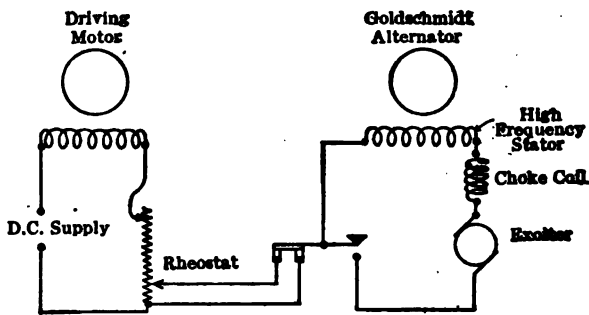 Driving
Motor
Goldschmidt
Alternator
High
Frequency
Stator
Choke Coil
D.C. Supply
Exciter
Rheostat